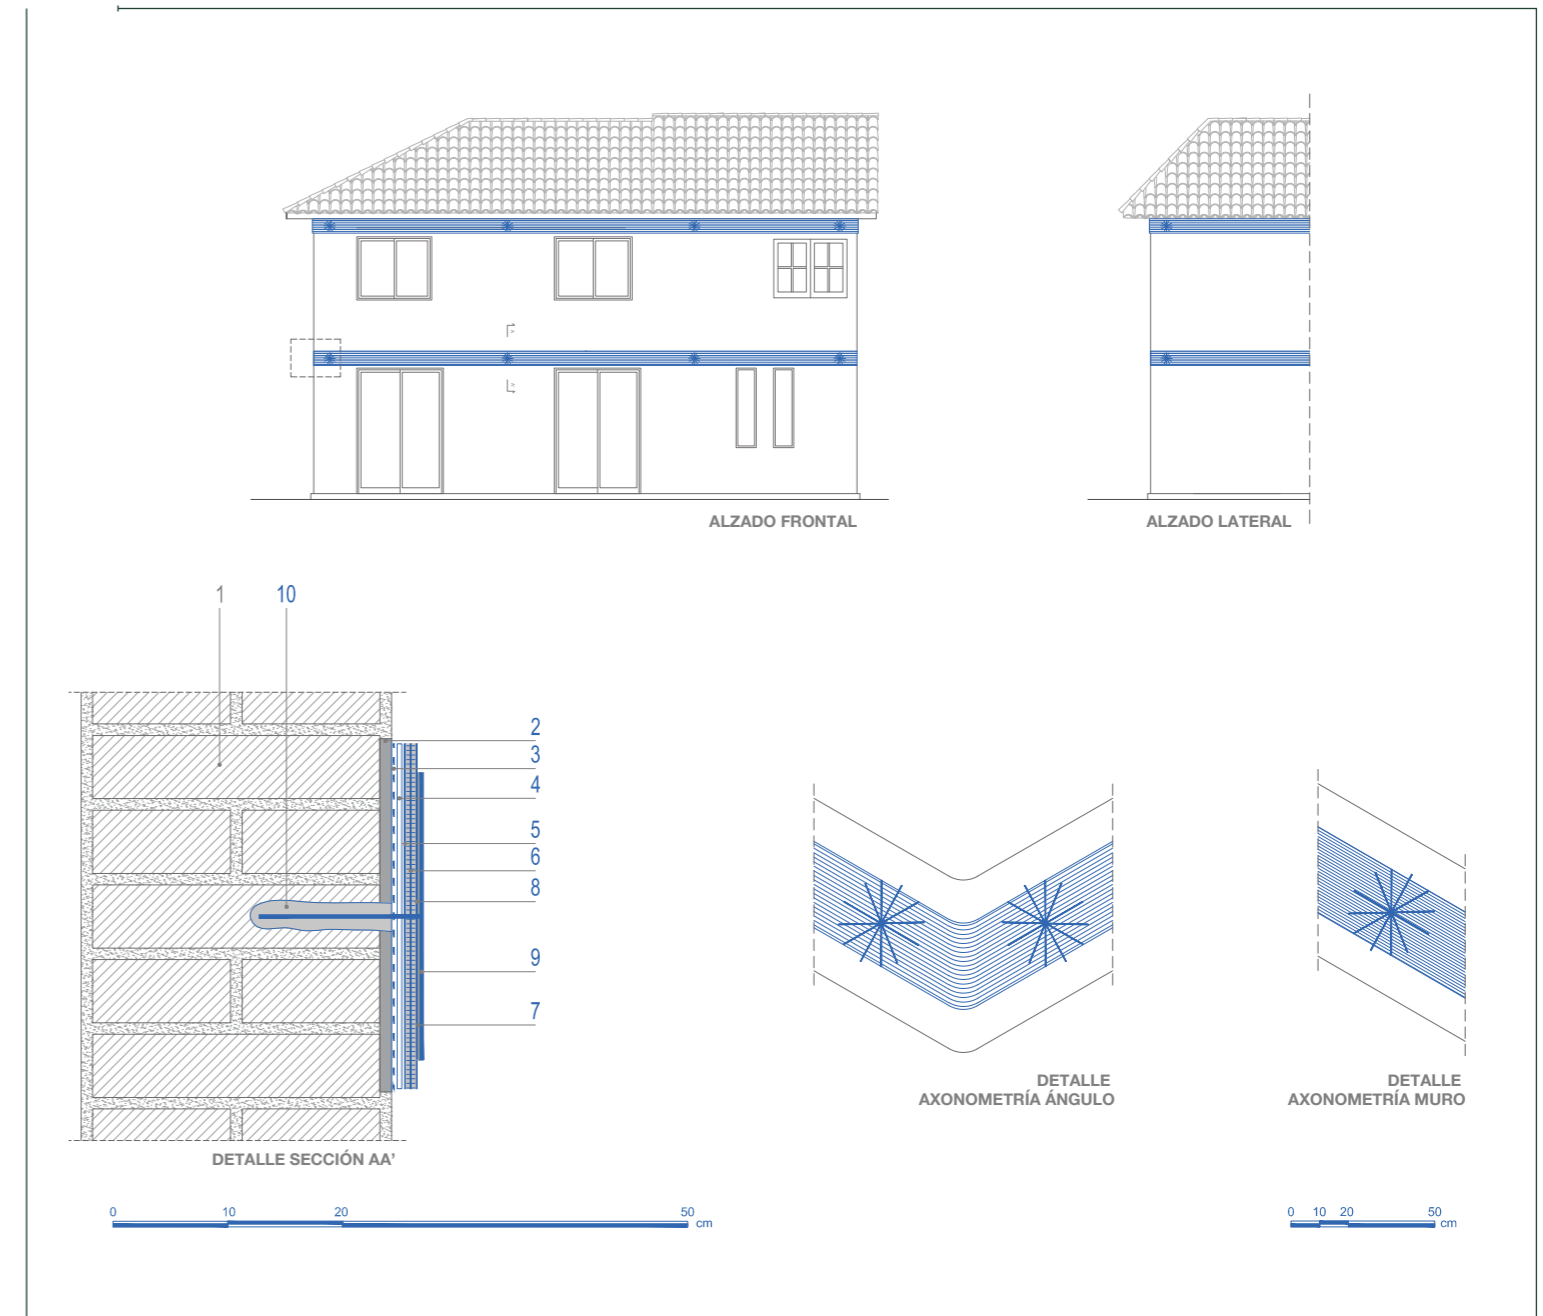 ALZADO FRONTAL
ALZADO LATERAL
1
10
2
3
4
5
6
8
9
7
DETALLE
AXONOMETRÍA ÁNGULO
DETALLE
AXONOMETRÍA MURO
DETALLE SECCIÓN AA'
0 10 20 50 cm
0 10 20 50 cm